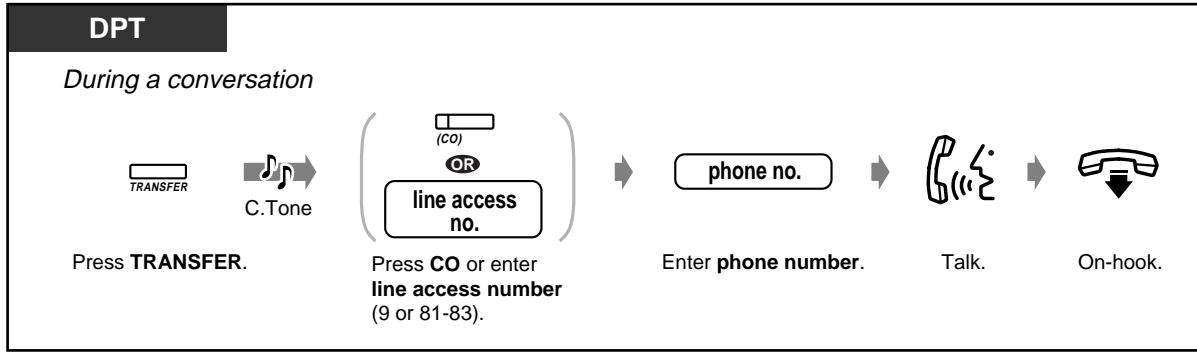 DPT
During a conversation
TRANSFER
C.Tone
(CO)
OR
line access
no.
phone no.
Press TRANSFER.
Press CO or enter
line access number
(9 or 81-83).
Enter phone number.
Talk.
On-hook.